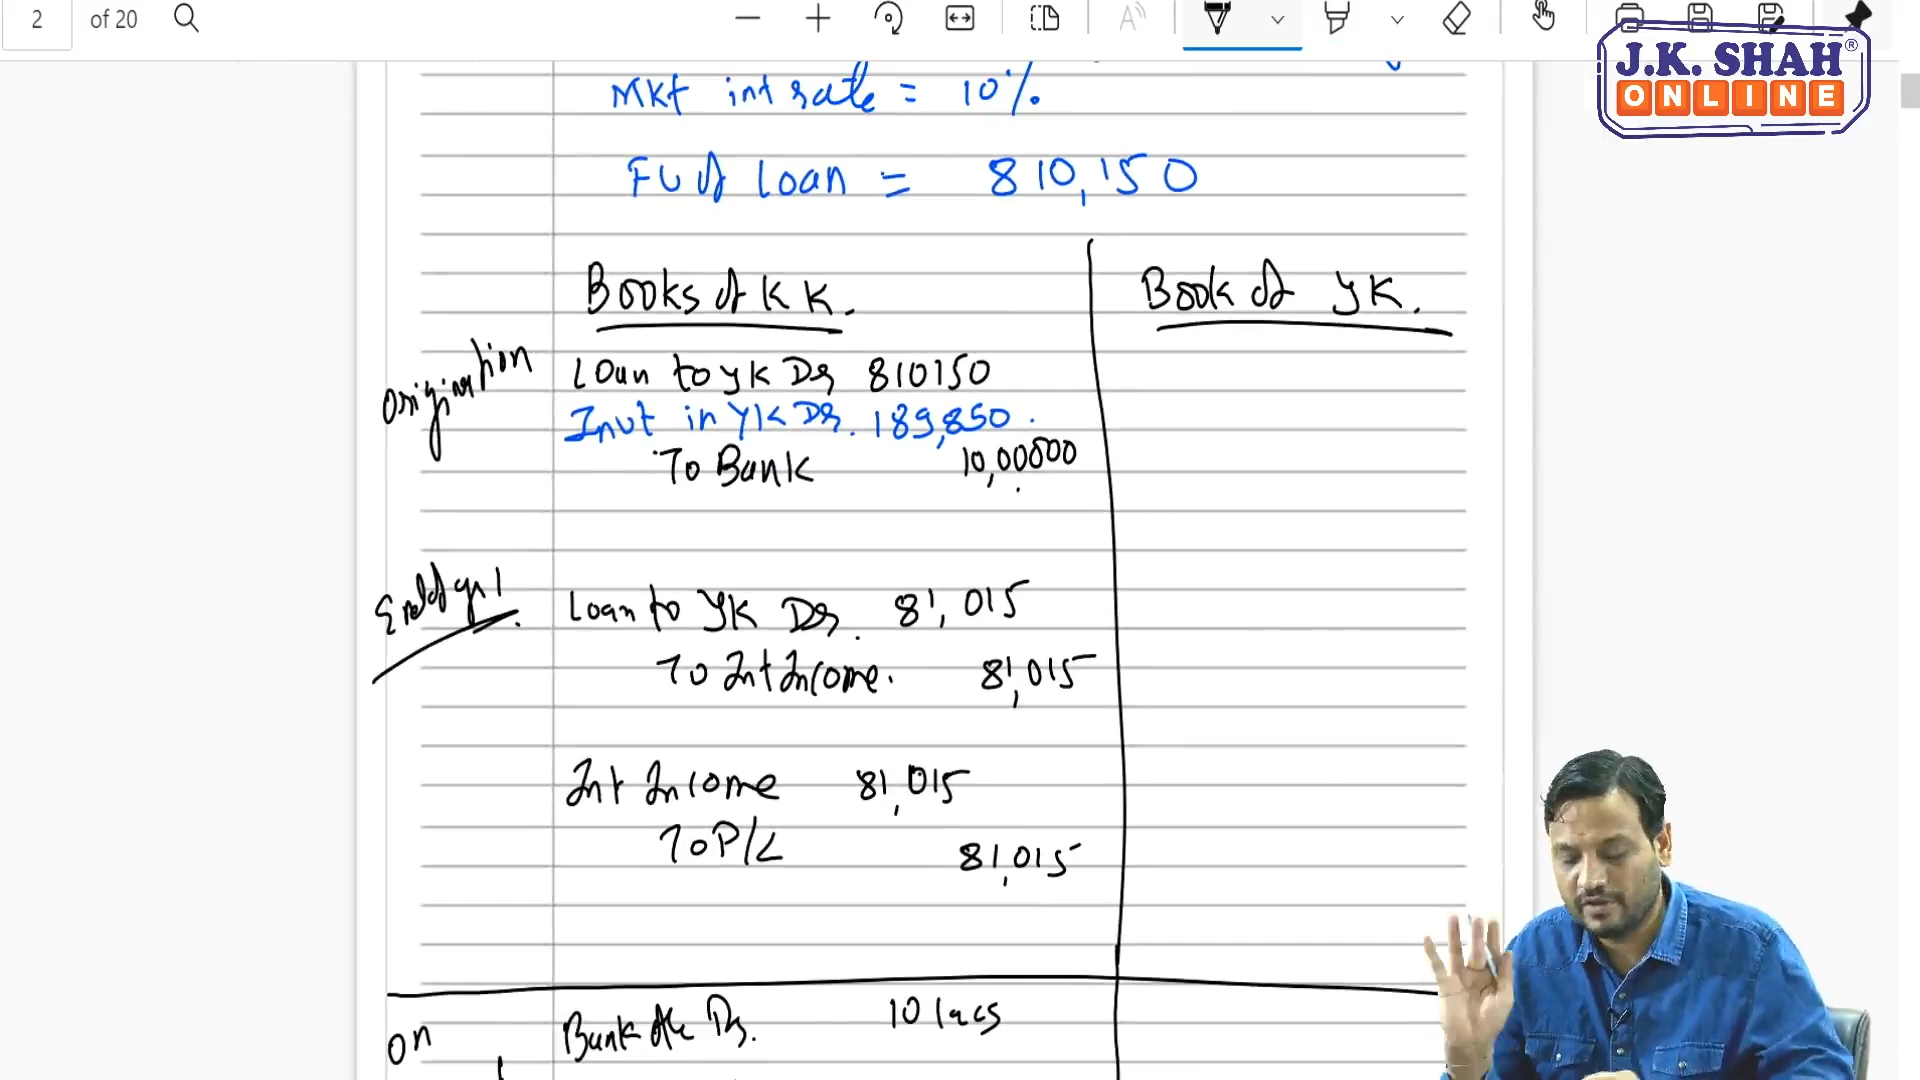 2 of 20
J.K. SHAH®
ONLINE
Mkt int rate = 10%
FV of loan = 810,150
Books of KK.
Book of YK.
Origination
Loan to YK Dr 810150
Invt in YK Dr. 189,850
To Bank 10,00000
End of yr 1
Loan to YK Dr. 81,015
To Int Income. 81,015
Int Income 81,015
To P/L 81,015
On
Bank A/c Dr. 10 lacs